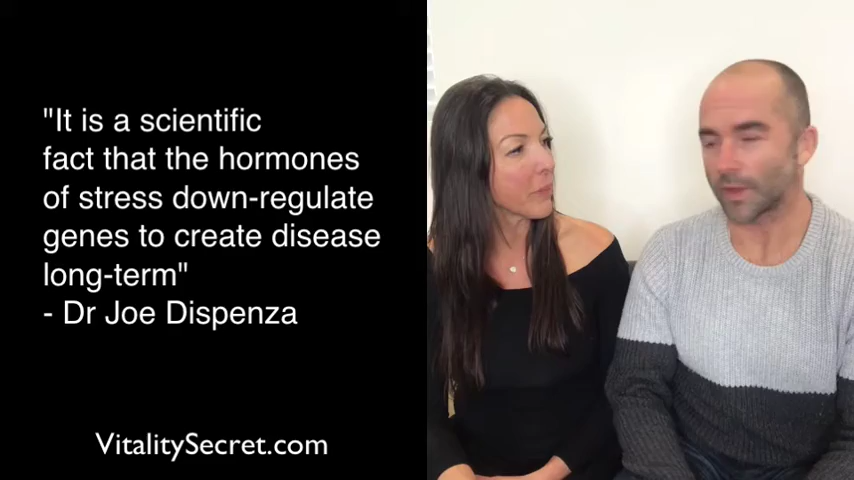 "It is a scientific
fact that the hormones
of stress down-regulate
genes to create disease
long-term"
- Dr Joe Dispenza
VitalitySecret.com